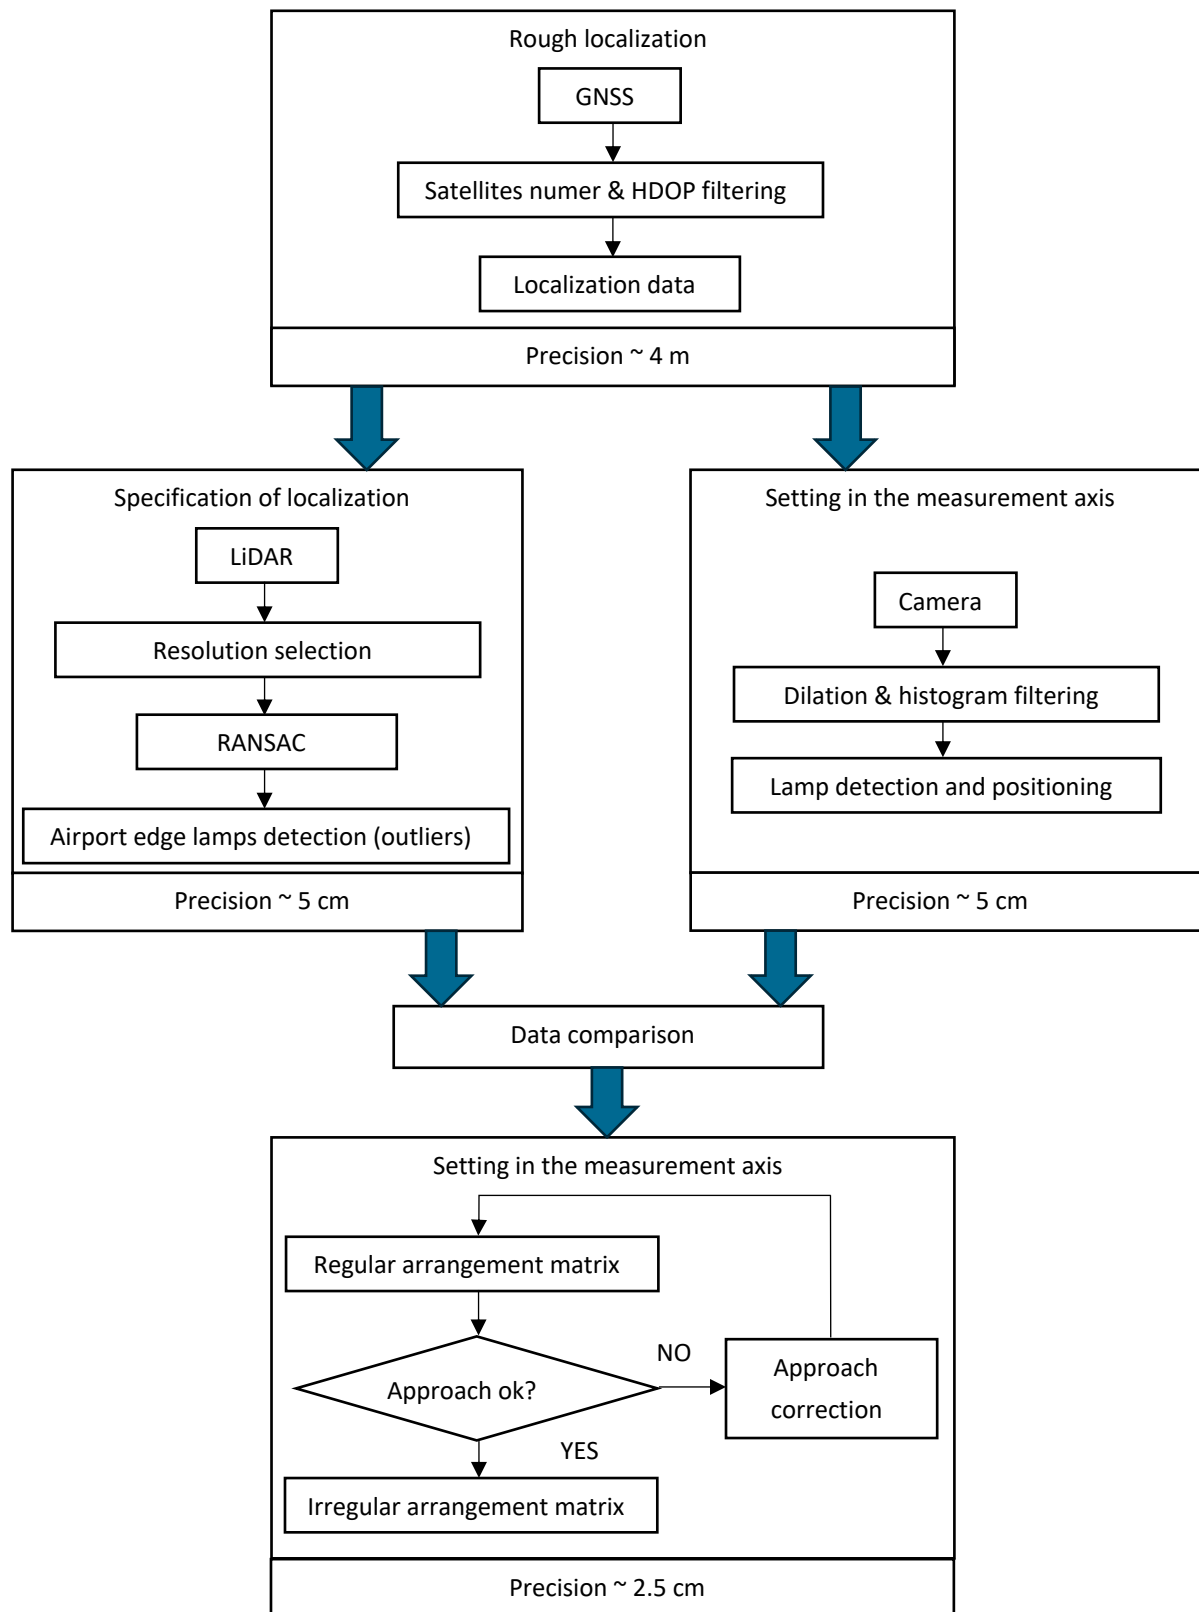 Rough localization
GNSS
Satellites numer & HDOP filtering
Localization data
Precision ~ 4 m
Specification of localization
LiDAR
Resolution selection
RANSAC
Airport edge lamps detection (outliers)
Precision ~ 5 cm
Setting in the measurement axis
Camera
Dilation & histogram filtering
Lamp detection and positioning
Precision ~ 5 cm
Data comparison
Setting in the measurement axis
Regular arrangement matrix
Approach ok?
NO
Approach
correction
YES
Irregular arrangement matrix
Precision ~ 2.5 cm